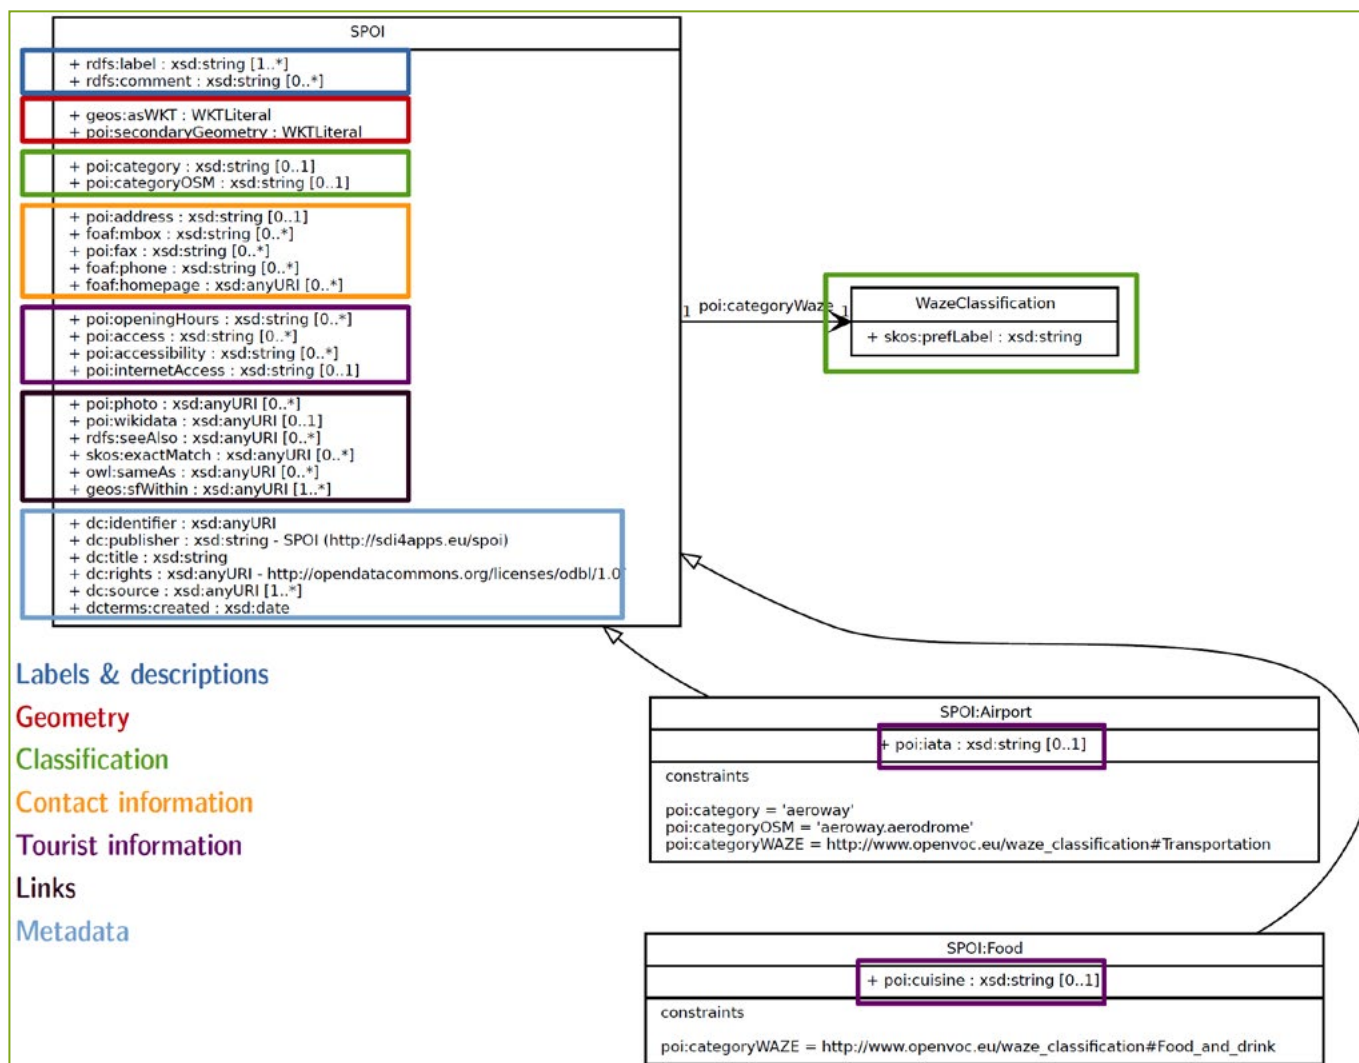 SPOI
+ rdfs:label : xsd:string [1..*]
+ rdfs:comment : xsd:string [0..*]
+ geos:asWKT : WKTLiteral
+ poi:secondaryGeometry : WKTLiteral
+ poi:category : xsd:string [0..1]
+ poi:categoryOSM : xsd:string [0..1]
+ poi:address : xsd:string [0..1]
+ foaf:mbox : xsd:string [0..*]
+ poi:fax : xsd:string [0..*]
+ foaf:phone : xsd:string [0..*]
+ foaf:homepage : xsd:anyURI [0..*]
+ poi:openingHours : xsd:string [0..*]
+ poi:access : xsd:string [0..*]
+ poi:accessibility : xsd:string [0..*]
+ poi:internetAccess : xsd:string [0..1]
+ poi:photo : xsd:anyURI [0..*]
+ poi:wikidata : xsd:anyURI [0..1]
+ rdfs:seeAlso : xsd:anyURI [0..*]
+ skos:exactMatch : xsd:anyURI [0..*]
+ owl:sameAs : xsd:anyURI [0..*]
+ geos:sfWithin : xsd:anyURI [1..*]
+ dc:identifier : xsd:anyURI
+ dc:publisher : xsd:string - SPOI (http://sdi4apps.eu/spoi)
+ dc:title : xsd:string
+ dc:rights : xsd:anyURI - http://opendatacommons.org/licenses/odbl/1.0/
+ dc:source : xsd:anyURI [1..*]
+ dcterms:created : xsd:date
1 poi:categoryWaze 1
WazeClassification
+ skos:prefLabel : xsd:string
Labels & descriptions
Geometry
Classification
Contact information
Tourist information
Links
Metadata
SPOI:Airport
+ poi:iata : xsd:string [0..1]
constraints
poi:category = 'aeroway'
poi:categoryOSM = 'aeroway.aerodrome'
poi:categoryWAZE = http://www.openvoc.eu/waze_classification#Transportation
SPOI:Food
+ poi:cuisine : xsd:string [0..1]
constraints
poi:categoryWAZE = http://www.openvoc.eu/waze_classification#Food_and_drink